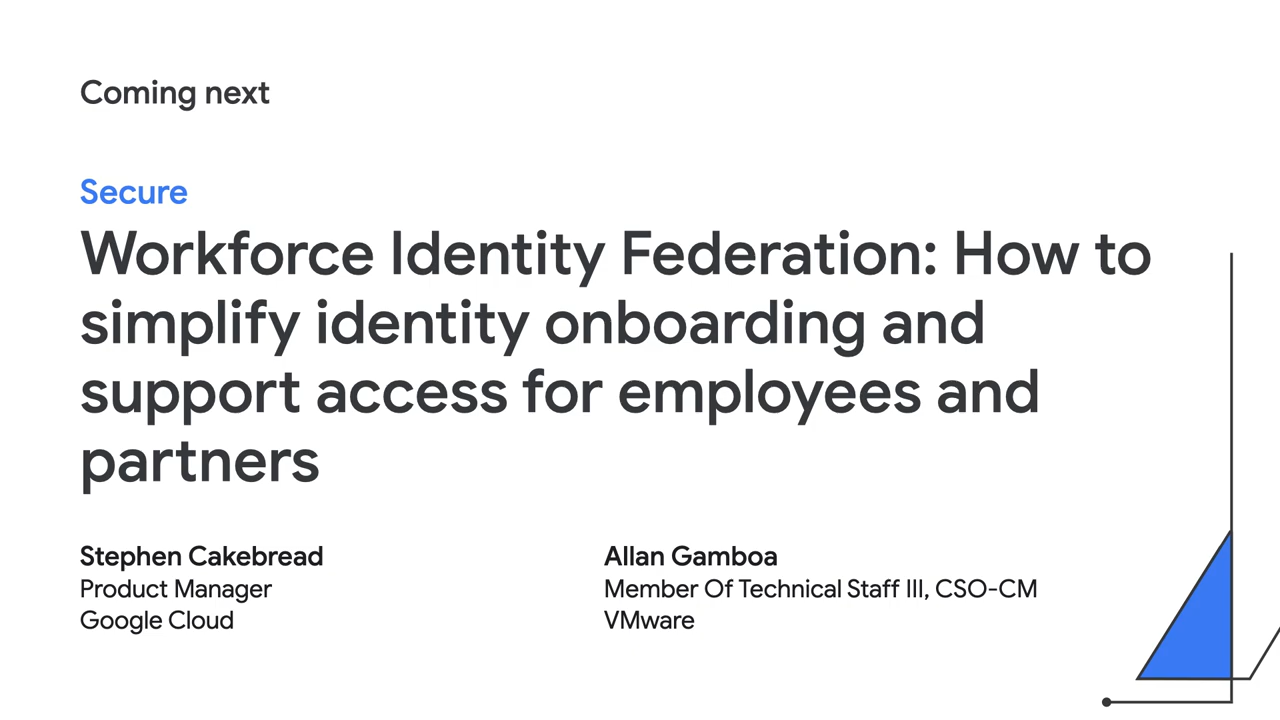 Coming next
Secure
Workforce Identity Federation: How to
simplify identity onboarding and
support access for employees and
partners
Stephen Cakebread
Product Manager
Google Cloud
Allan Gamboa
Member Of Technical Staff III, CSO-CM
VMware